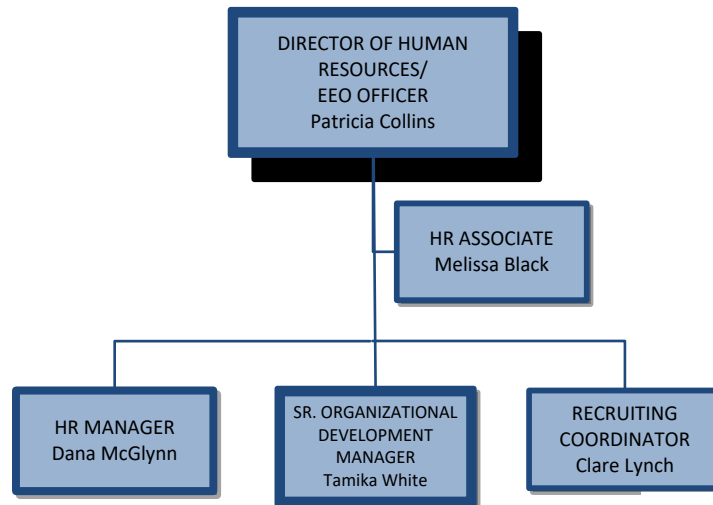 DIRECTOR OF HUMAN
RESOURCES/
EEO OFFICER
Patricia Collins
HR ASSOCIATE
Melissa Black
HR MANAGER
Dana McGlynn
SR. ORGANIZATIONAL
DEVELOPMENT
MANAGER
Tamika White
RECRUITING
COORDINATOR
Clare Lynch